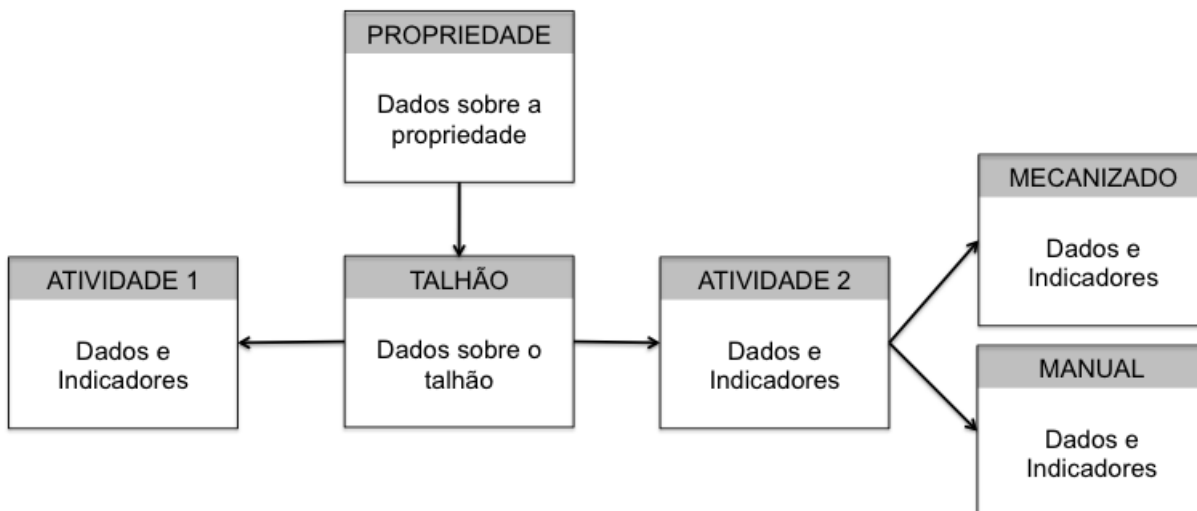 PROPRIEDADE
Dados sobre a
propriedade
ATIVIDADE 1
Dados e
Indicadores
TALHÃO
Dados sobre o
talhão
ATIVIDADE 2
Dados e
Indicadores
MECANIZADO
Dados e
Indicadores
MANUAL
Dados e
Indicadores